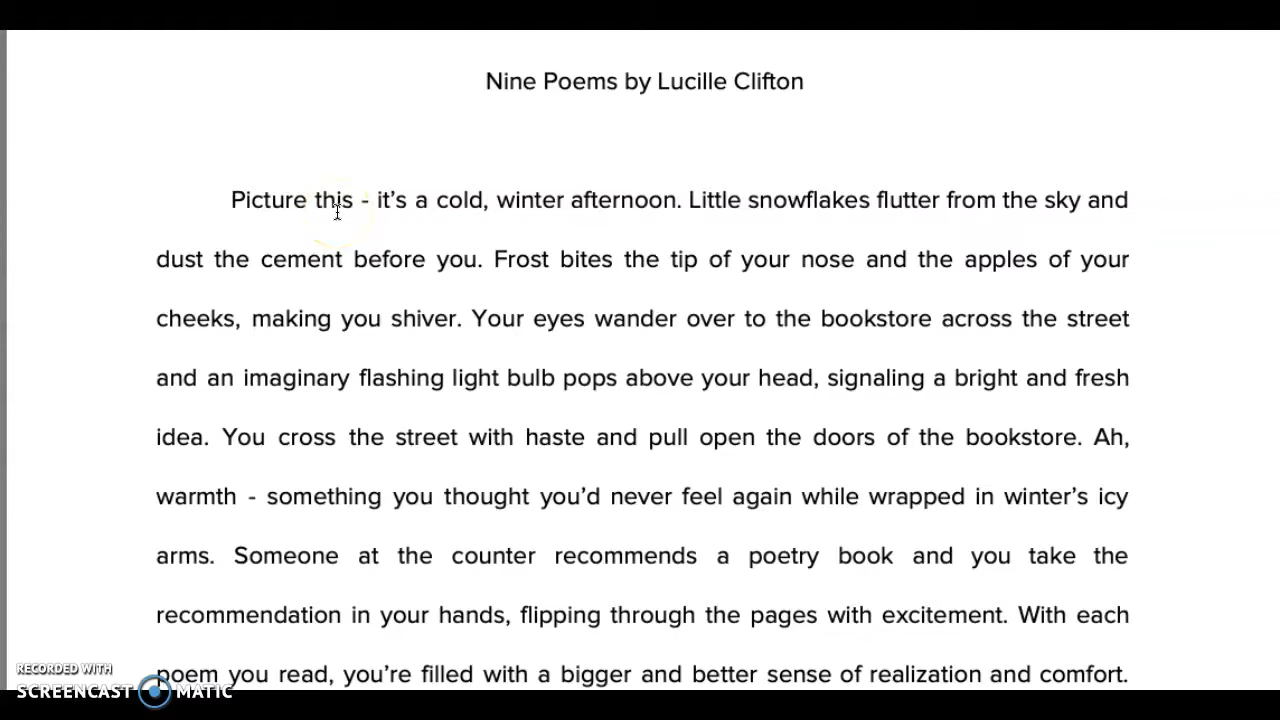 Nine Poems by Lucille Clifton
Picture this - it’s a cold, winter afternoon. Little snowflakes flutter from the sky and
dust the cement before you. Frost bites the tip of your nose and the apples of your
cheeks, making you shiver. Your eyes wander over to the bookstore across the street
and an imaginary flashing light bulb pops above your head, signaling a bright and fresh
idea. You cross the street with haste and pull open the doors of the bookstore. Ah,
warmth - something you thought you’d never feel again while wrapped in winter’s icy
arms. Someone at the counter recommends a poetry book and you take the
recommendation in your hands, flipping through the pages with excitement. With each
poem you read, you’re filled with a bigger and better sense of realization and comfort.
RECORDED WITH
SCREENCAST MATIC